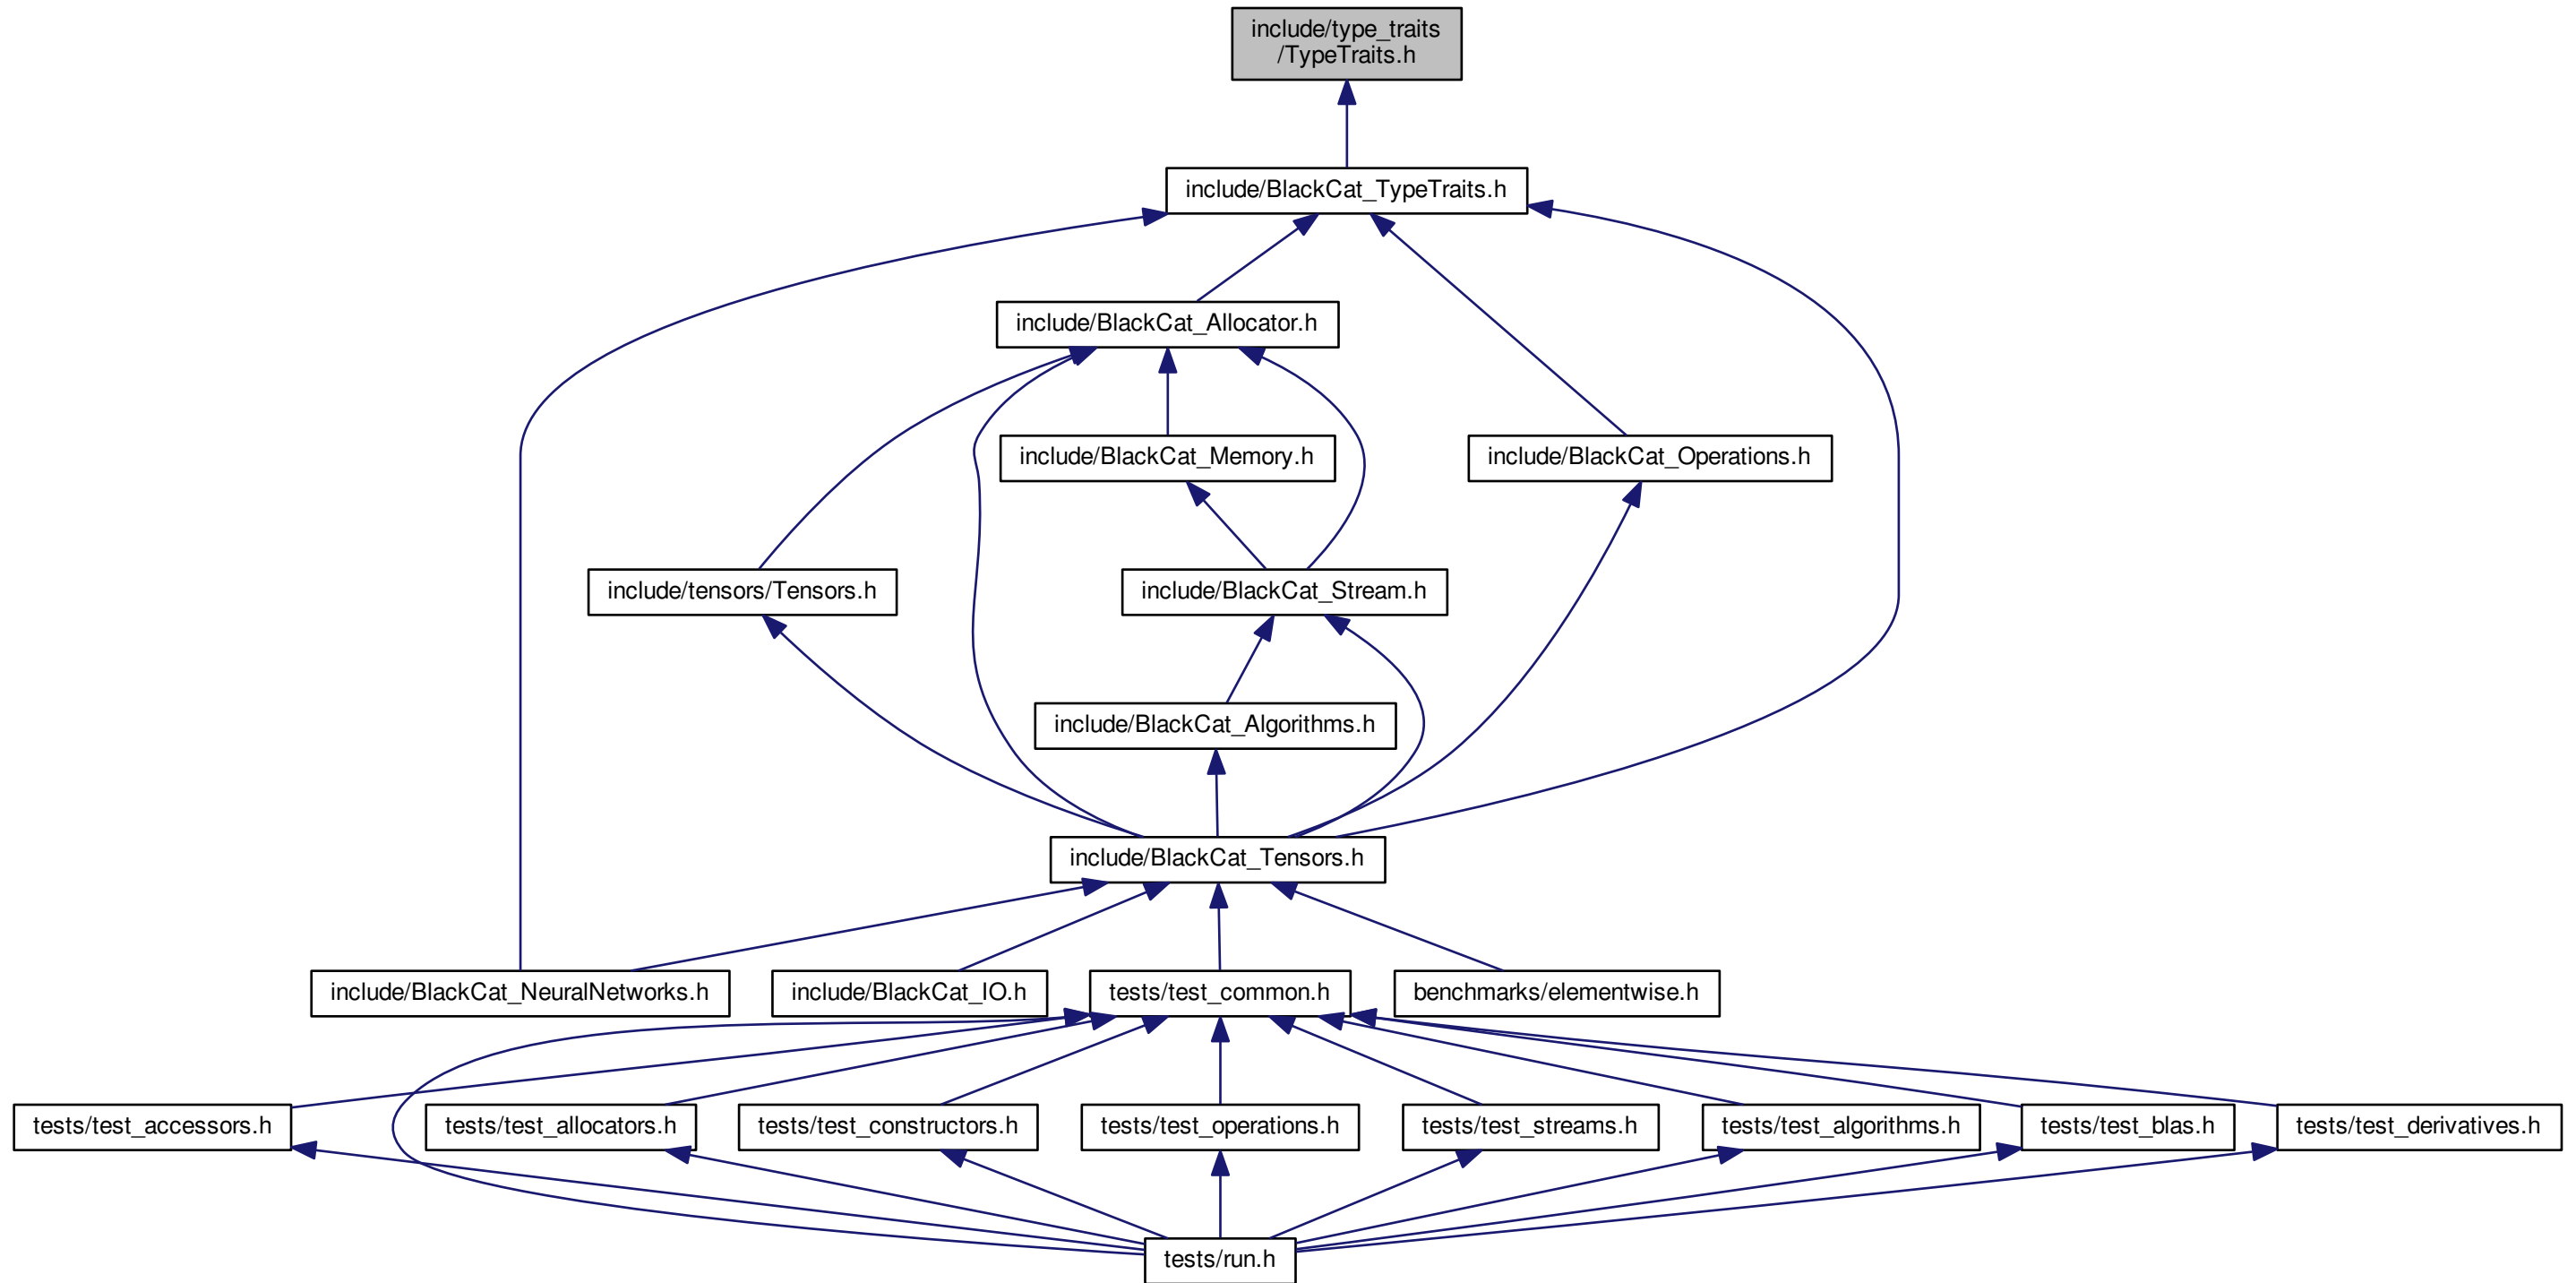 include/type_traits
/TypeTraits.h
include/BlackCat_TypeTraits.h
include/BlackCat_Allocator.h
include/BlackCat_Memory.h
include/BlackCat_Operations.h
include/tensors/Tensors.h
include/BlackCat_Stream.h
include/BlackCat_Algorithms.h
include/BlackCat_Tensors.h
include/BlackCat_NeuralNetworks.h
include/BlackCat_IO.h
tests/test_common.h
benchmarks/elementwise.h
tests/test_accessors.h
tests/test_allocators.h
tests/test_constructors.h
tests/test_operations.h
tests/test_streams.h
tests/test_algorithms.h
tests/test_blas.h
tests/test_derivatives.h
tests/run.h